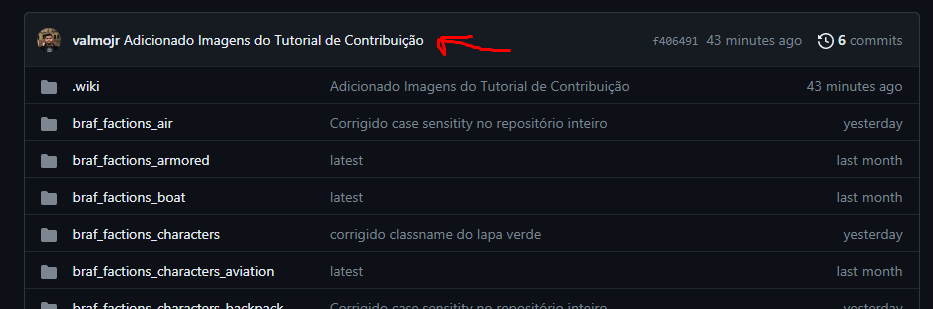 valmojr Adicionado Imagens do Tutorial de Contribuição f406491 43 minutes ago 6 commits
.wiki Adicionado Imagens do Tutorial de Contribuição 43 minutes ago
braf_factions_air Corrigido case sensitity no repositório inteiro yesterday
braf_factions_armored latest last month
braf_factions_boat latest last month
braf_factions_characters corrigido classname do lapa verde yesterday
braf_factions_characters_aviation latest last month
braf_factions_characters_backpack Corrigido case sensitity no repositório inteiro yesterday